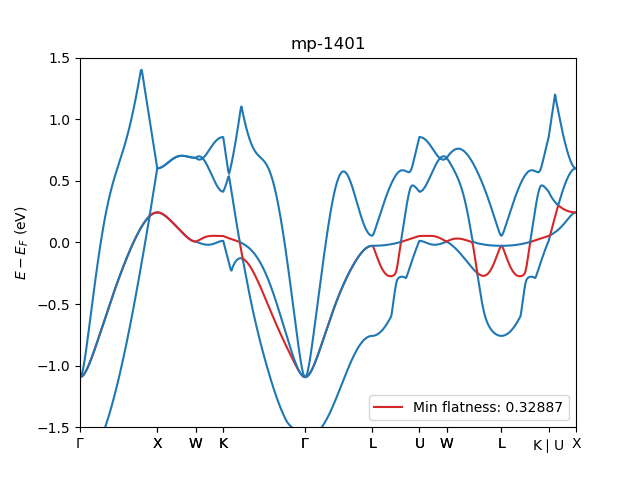 mp-1401
E − E_F (eV)
1.5
1.0
0.5
0.0
−0.5
−1.0
−1.5
Min flatness: 0.32887
Γ X W K Γ L U W L K | U X